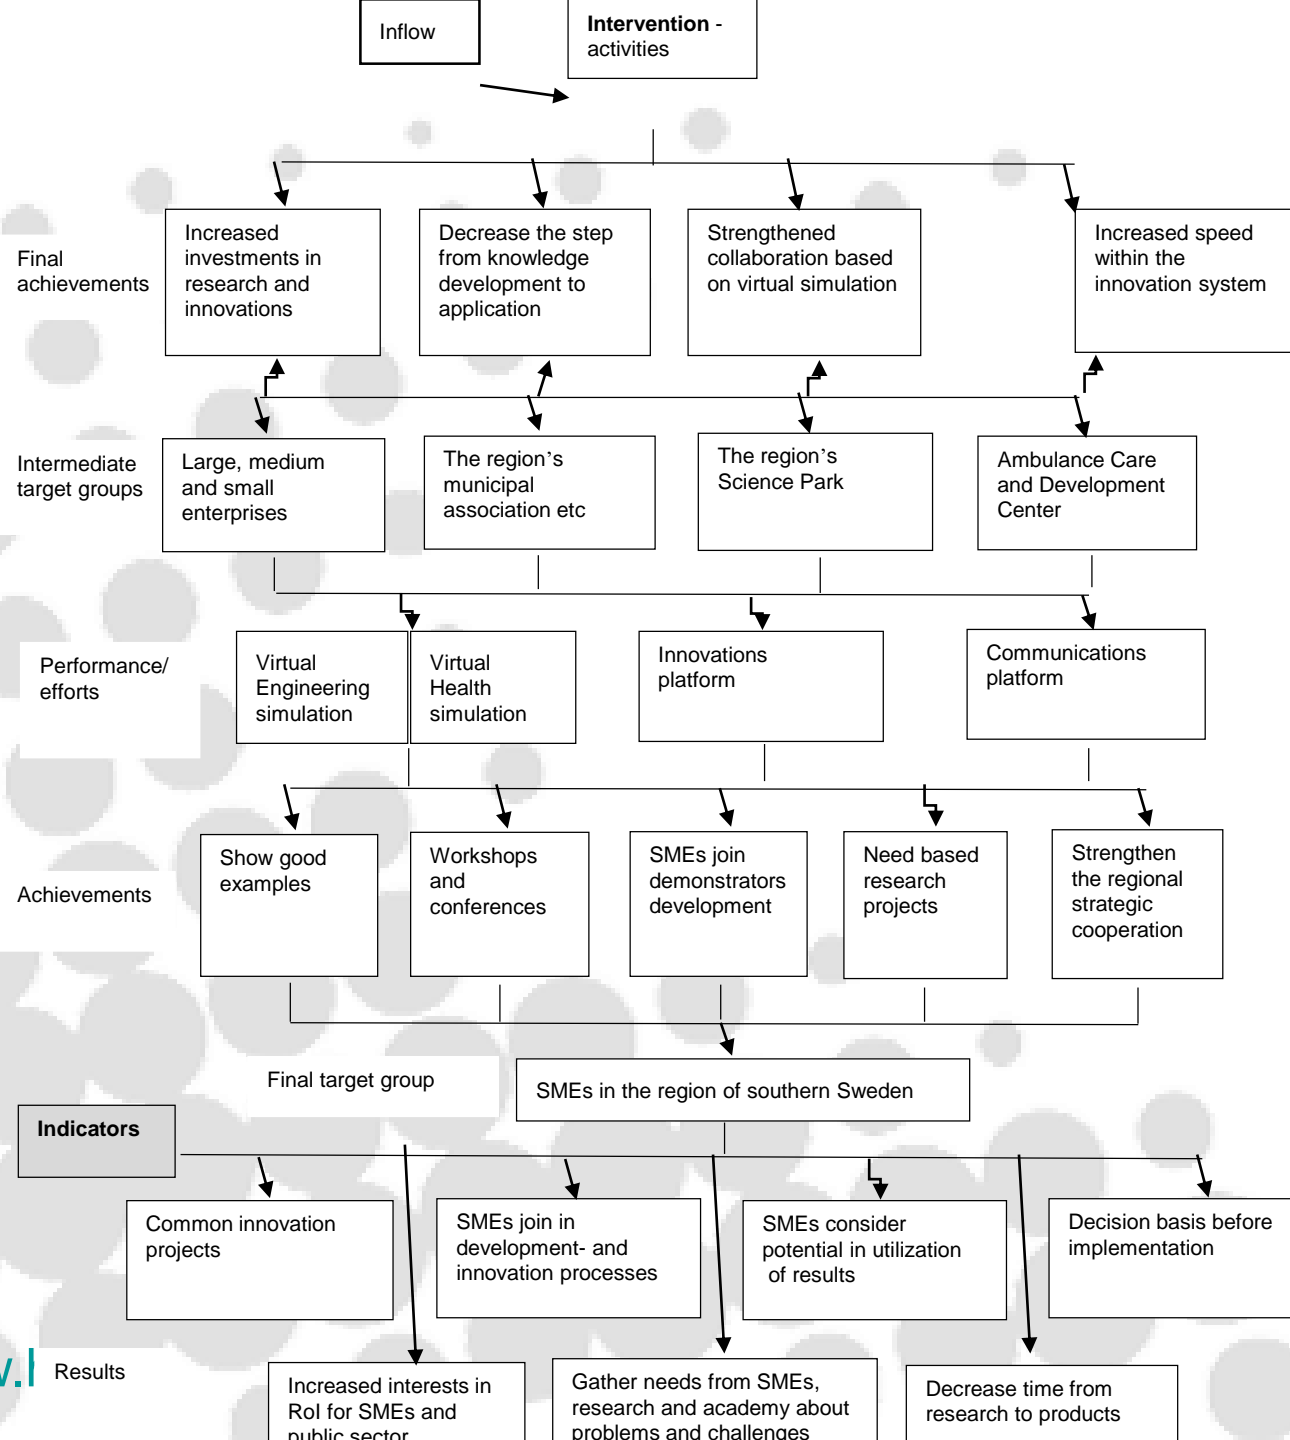 Inflow
Intervention -
activities
Final
achievements
Increased
investments in
research and
innovations
Decrease the step
from knowledge
development to
application
Strengthened
collaboration based
on virtual simulation
Increased speed
within the
innovation system
Intermediate
target groups
Large, medium
and small
enterprises
The region's
municipal
association etc
The region's
Science Park
Ambulance Care
and Development
Center
Performance/
efforts
Virtual
Engineering
simulation
Virtual
Health
simulation
Innovations
platform
Communications
platform
Achievements
Show good
examples
Workshops
and
conferences
SMEs join
demonstrators
development
Need based
research
projects
Strengthen
the regional
strategic
cooperation
Final target group
SMEs in the region of southern Sweden
Indicators
Common innovation
projects
SMEs join in
development- and
innovation processes
SMEs consider
potential in utilization
of results
Decision basis before
implementation
Results
Increased interests in
RoI for SMEs and
public sector
Gather needs from SMEs,
research and academy about
problems and challenges
Decrease time from
research to products